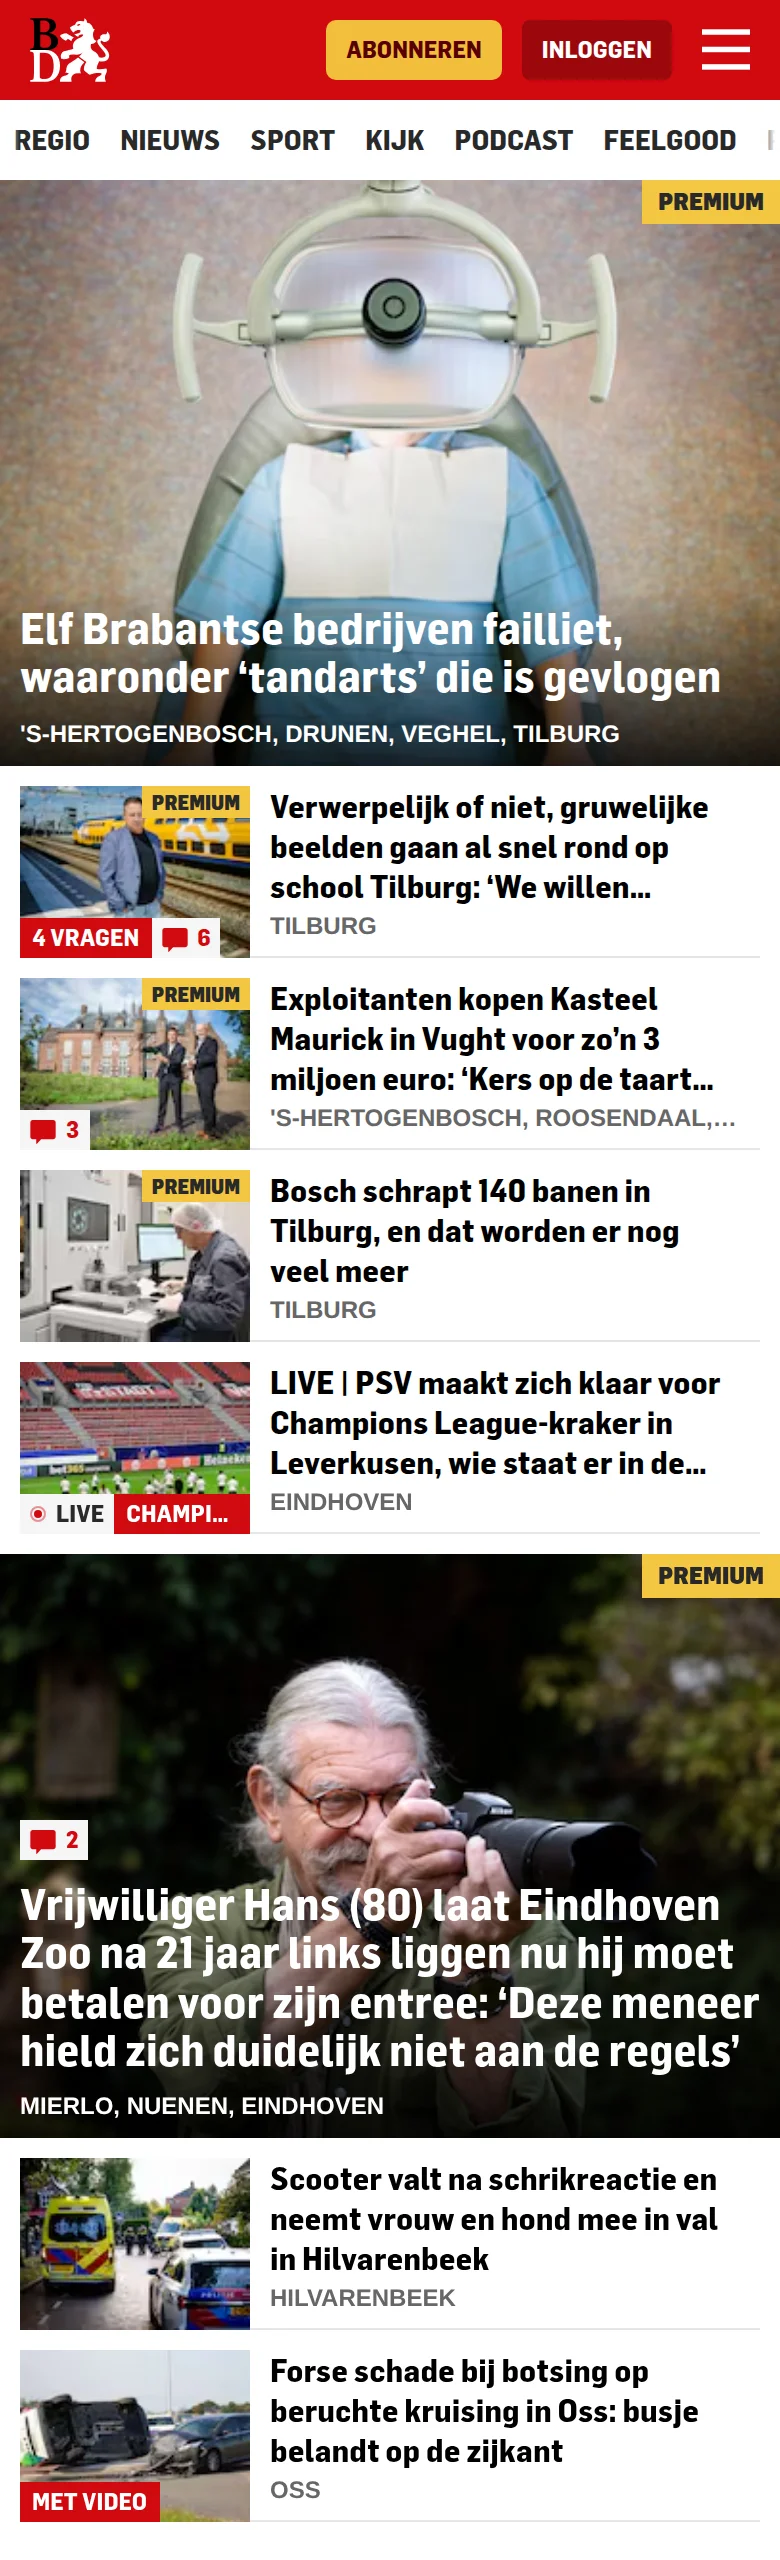 BD
ABONNEREN
INLOGGEN
REGIO NIEUWS SPORT KIJK PODCAST FEELGOOD
PREMIUM
Elf Brabantse bedrijven failliet,
waaronder ‘tandarts’ die is gevlogen
'S-HERTOGENBOSCH, DRUNEN, VEGHEL, TILBURG
PREMIUM
4 VRAGEN
6
Verwerpelijk of niet, gruwelijke
beelden gaan al snel rond op
school Tilburg: ‘We willen...
TILBURG
PREMIUM
3
Exploitanten kopen Kasteel
Maurick in Vught voor zo’n 3
miljoen euro: ‘Kers op de taart...
'S-HERTOGENBOSCH, ROOSENDAAL,...
PREMIUM
Bosch schrapt 140 banen in
Tilburg, en dat worden er nog
veel meer
TILBURG
bet365
Heineken
LIVE
CHAMPI...
LIVE | PSV maakt zich klaar voor
Champions League-kraker in
Leverkusen, wie staat er in de...
EINDHOVEN
PREMIUM
2
Vrijwilliger Hans (80) laat Eindhoven
Zoo na 21 jaar links liggen nu hij moet
betalen voor zijn entree: ‘Deze meneer
hield zich duidelijk niet aan de regels’
MIERLO, NUENEN, EINDHOVEN
Scooter valt na schrikreactie en
neemt vrouw en hond mee in val
in Hilvarenbeek
HILVARENBEEK
MET VIDEO
Forse schade bij botsing op
beruchte kruising in Oss: busje
belandt op de zijkant
OSS